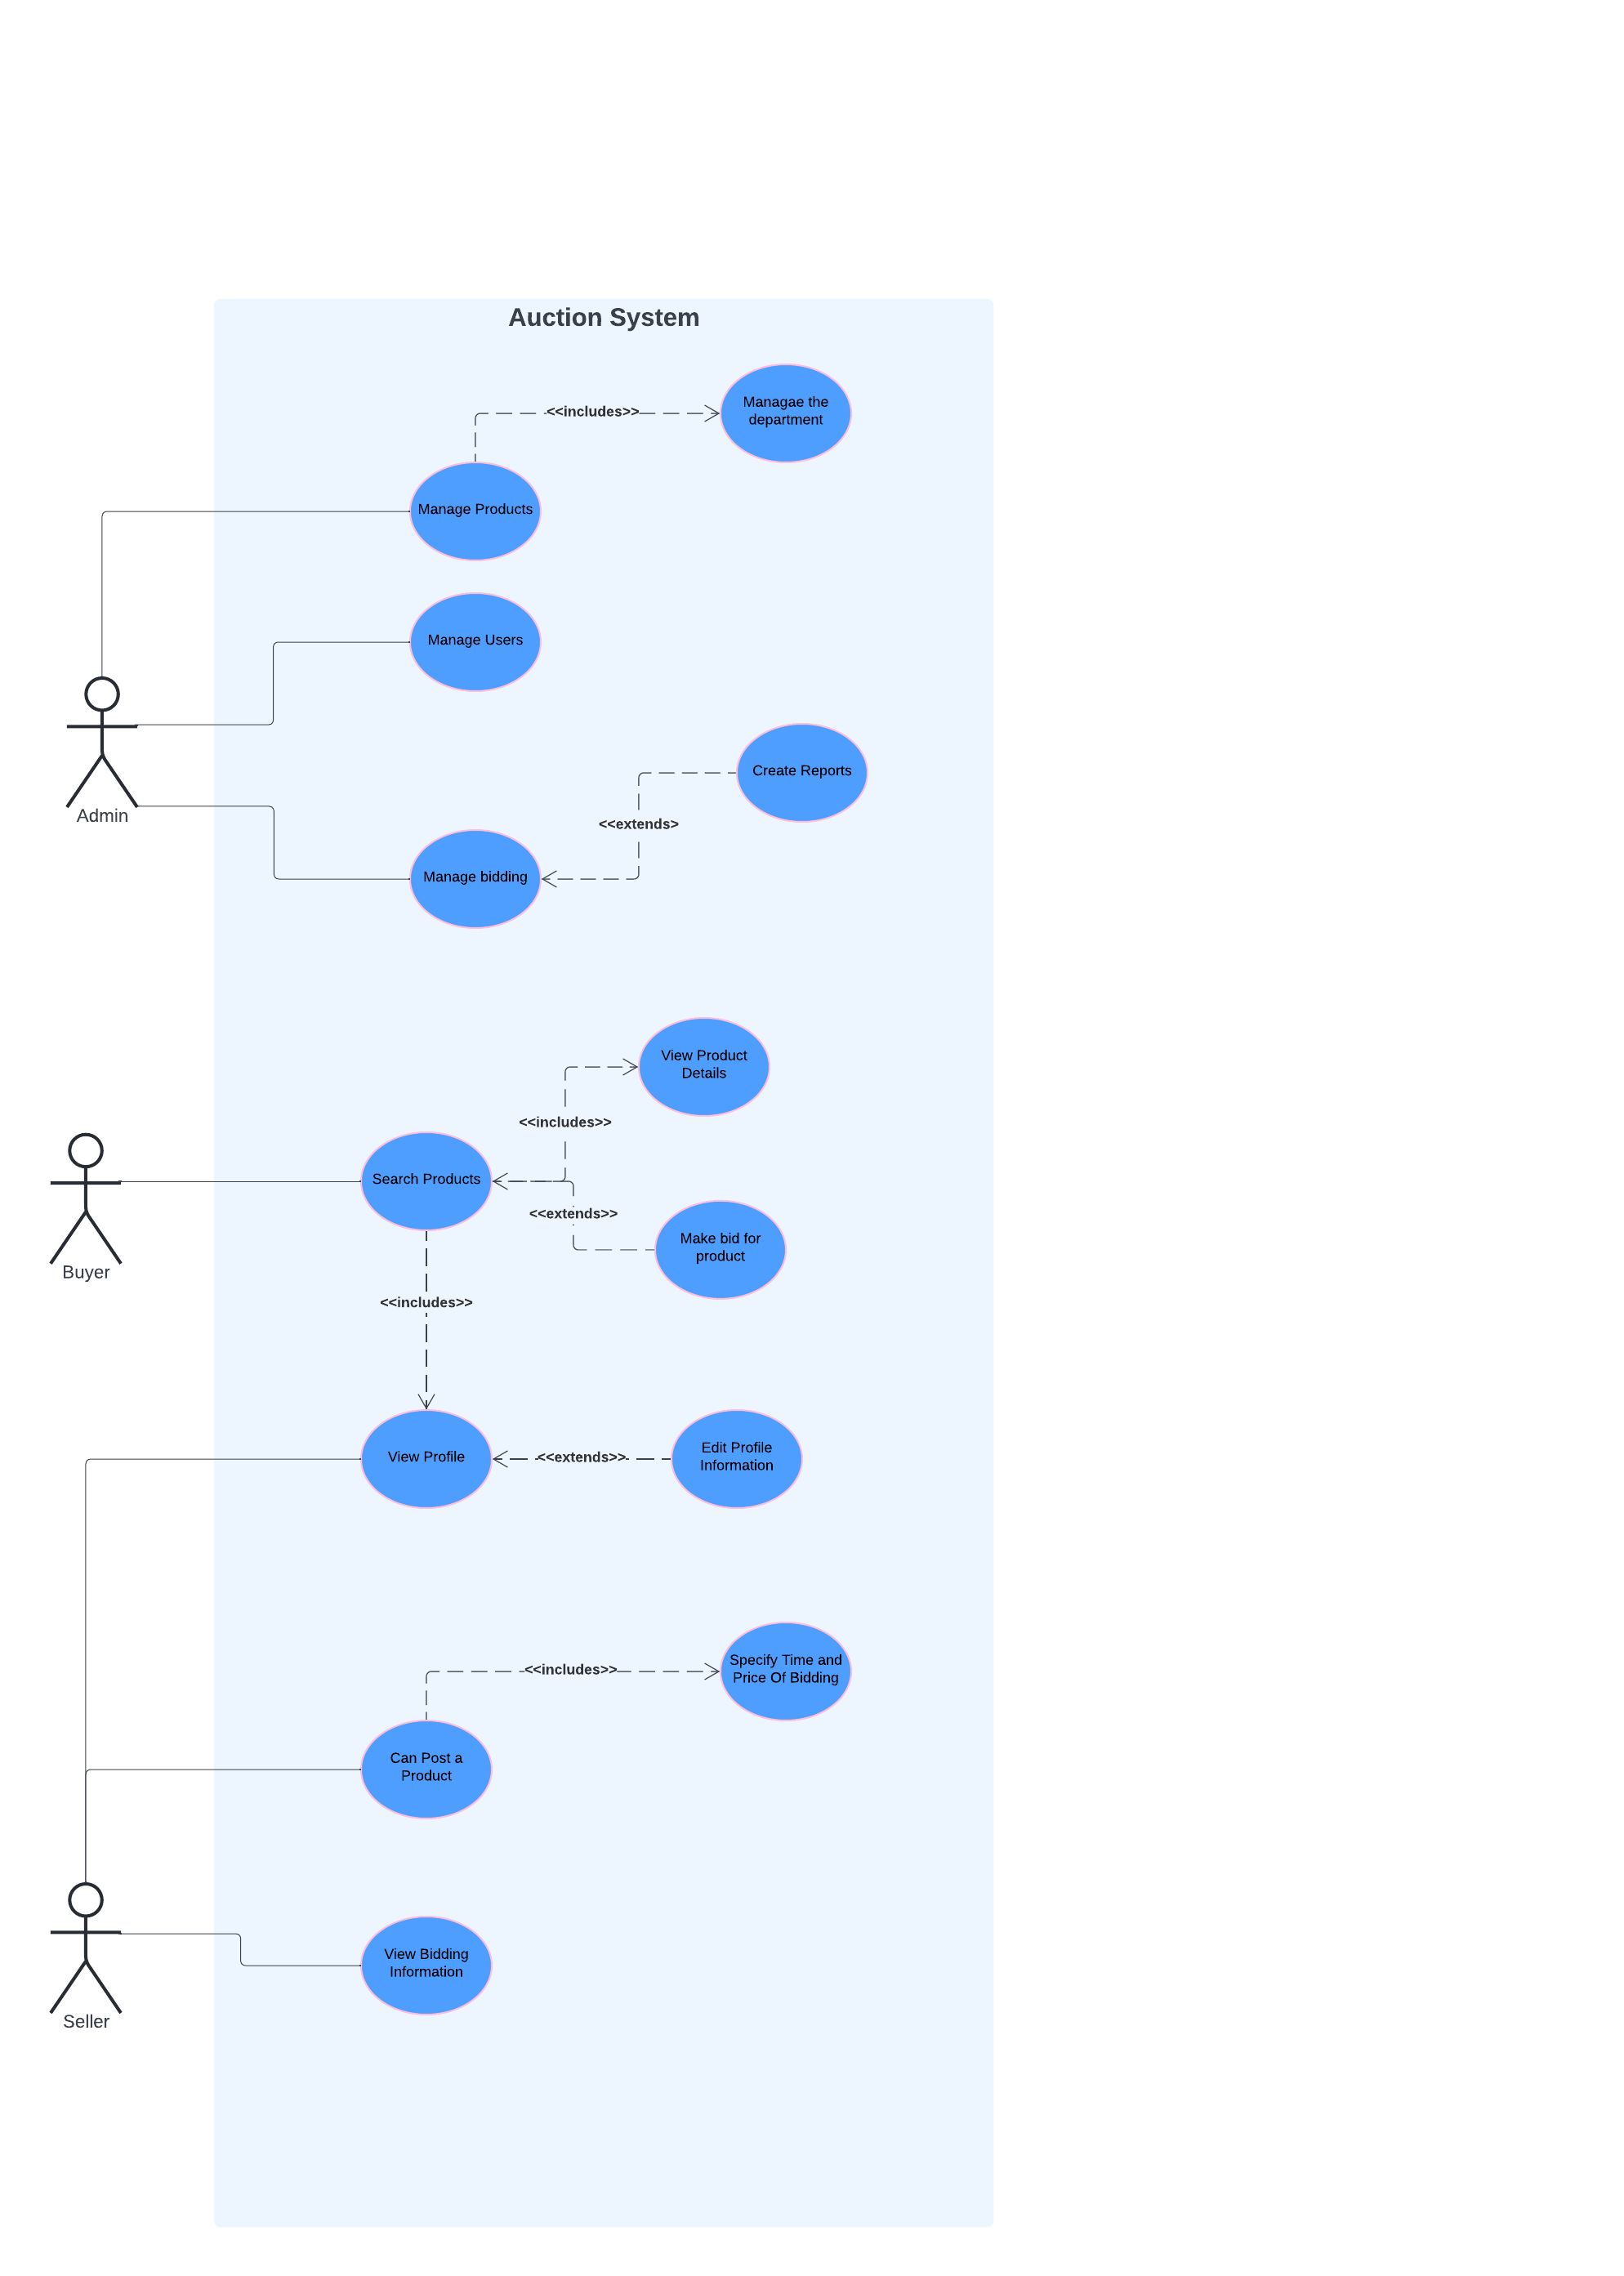 Auction System
Managae the
department
<<includes>>
Manage Products
Manage Users
Create Reports
Admin
<<extends>
Manage bidding
View Product
Details
<<includes>>
Search Products
<<extends>>
Make bid for
product
Buyer
<<includes>>
View Profile
<<extends>>
Edit Profile
Information
Specify Time and
Price Of Bidding
<<includes>>
Can Post a
Product
View Bidding
Information
Seller